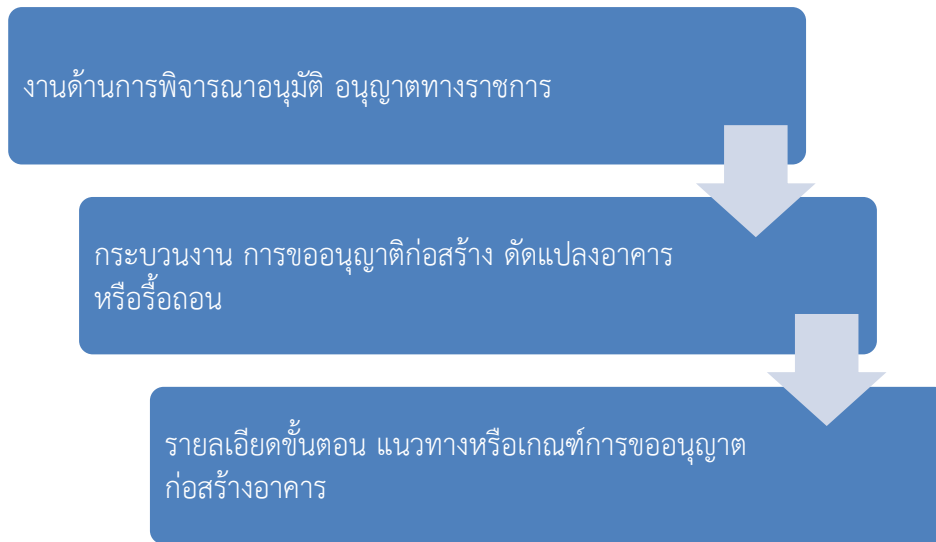 งานด้านการพิจารณาอนุมัติ อนุญาตทางราชการ
กระบวนงาน การขออนุญาติก่อสร้าง ดัดแปลงอาคาร
หรือรื้อถอน
รายลเอียดขั้นตอน แนวทางหรือเกณฑ์การขออนุญาต
ก่อสร้างอาคาร